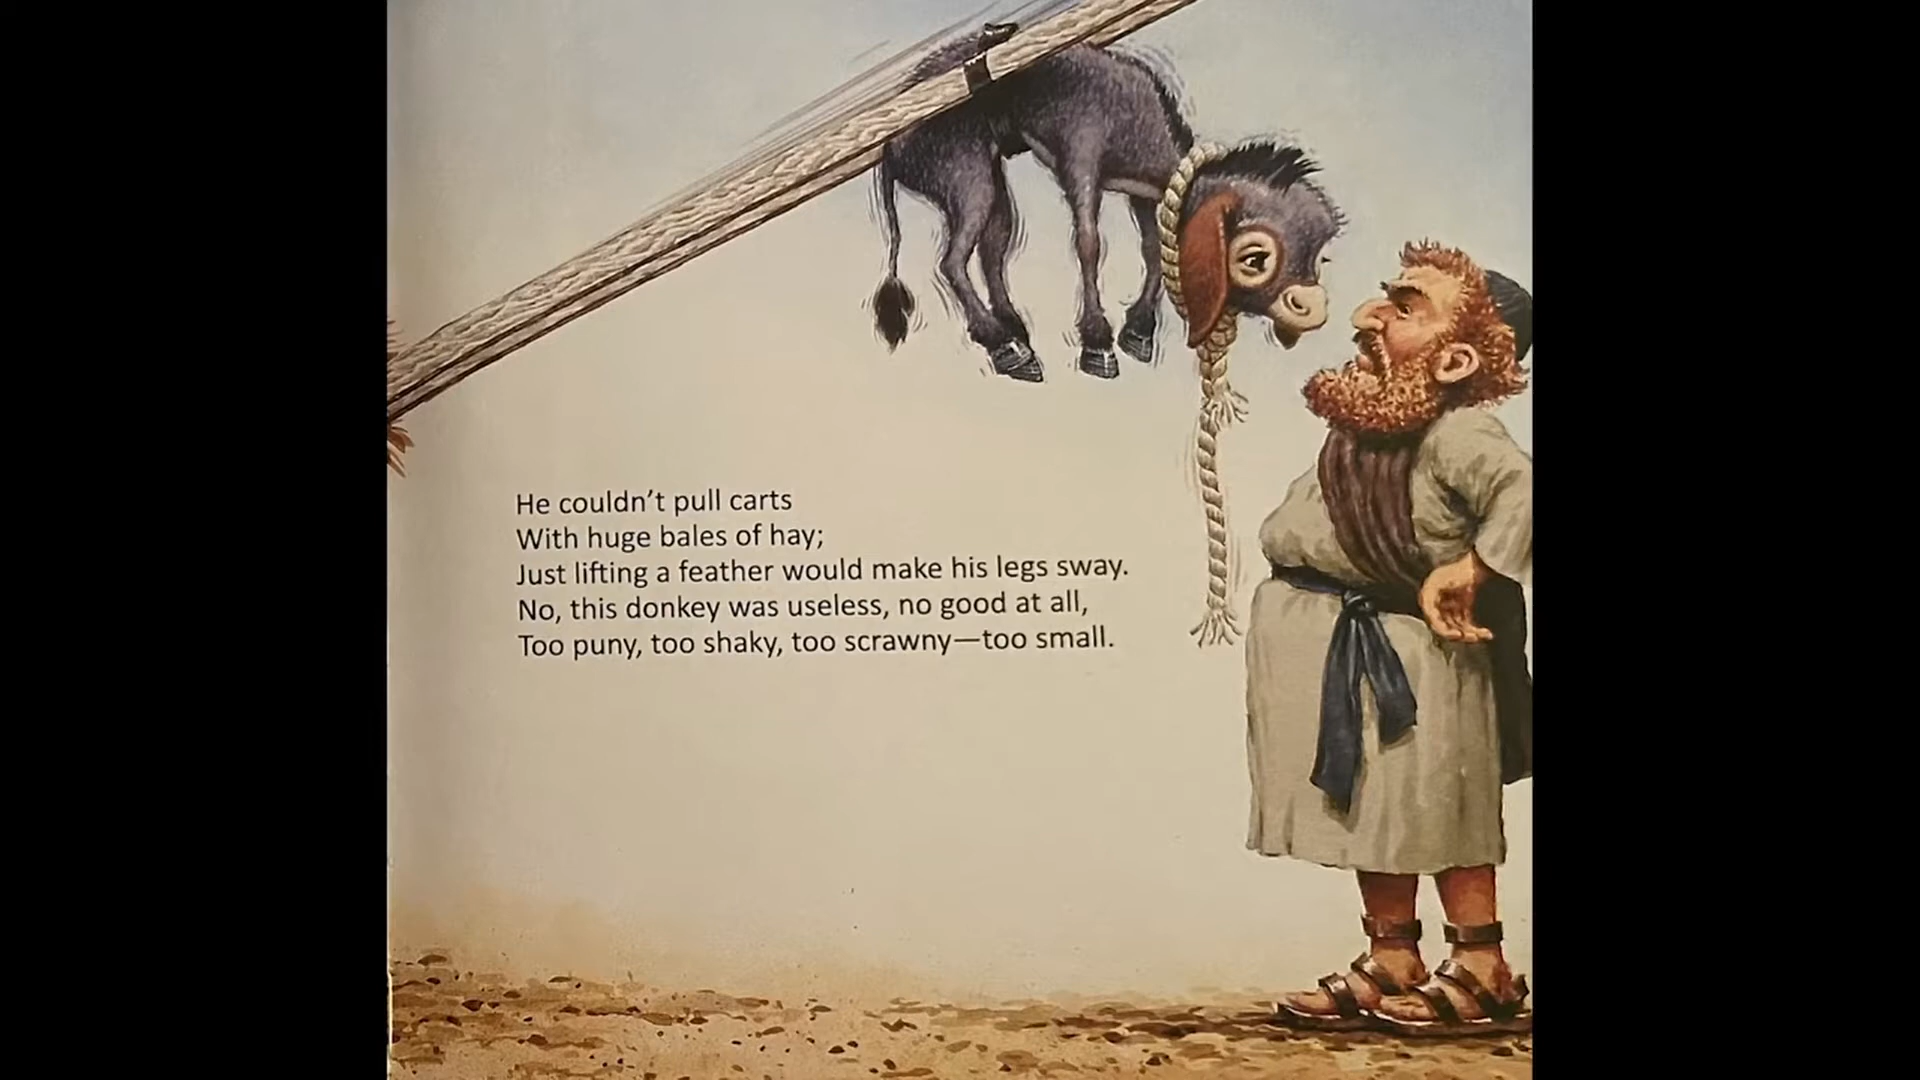 He couldn’t pull carts
With huge bales of hay;
Just lifting a feather would make his legs sway.
No, this donkey was useless, no good at all,
Too puny, too shaky, too scrawny—too small.